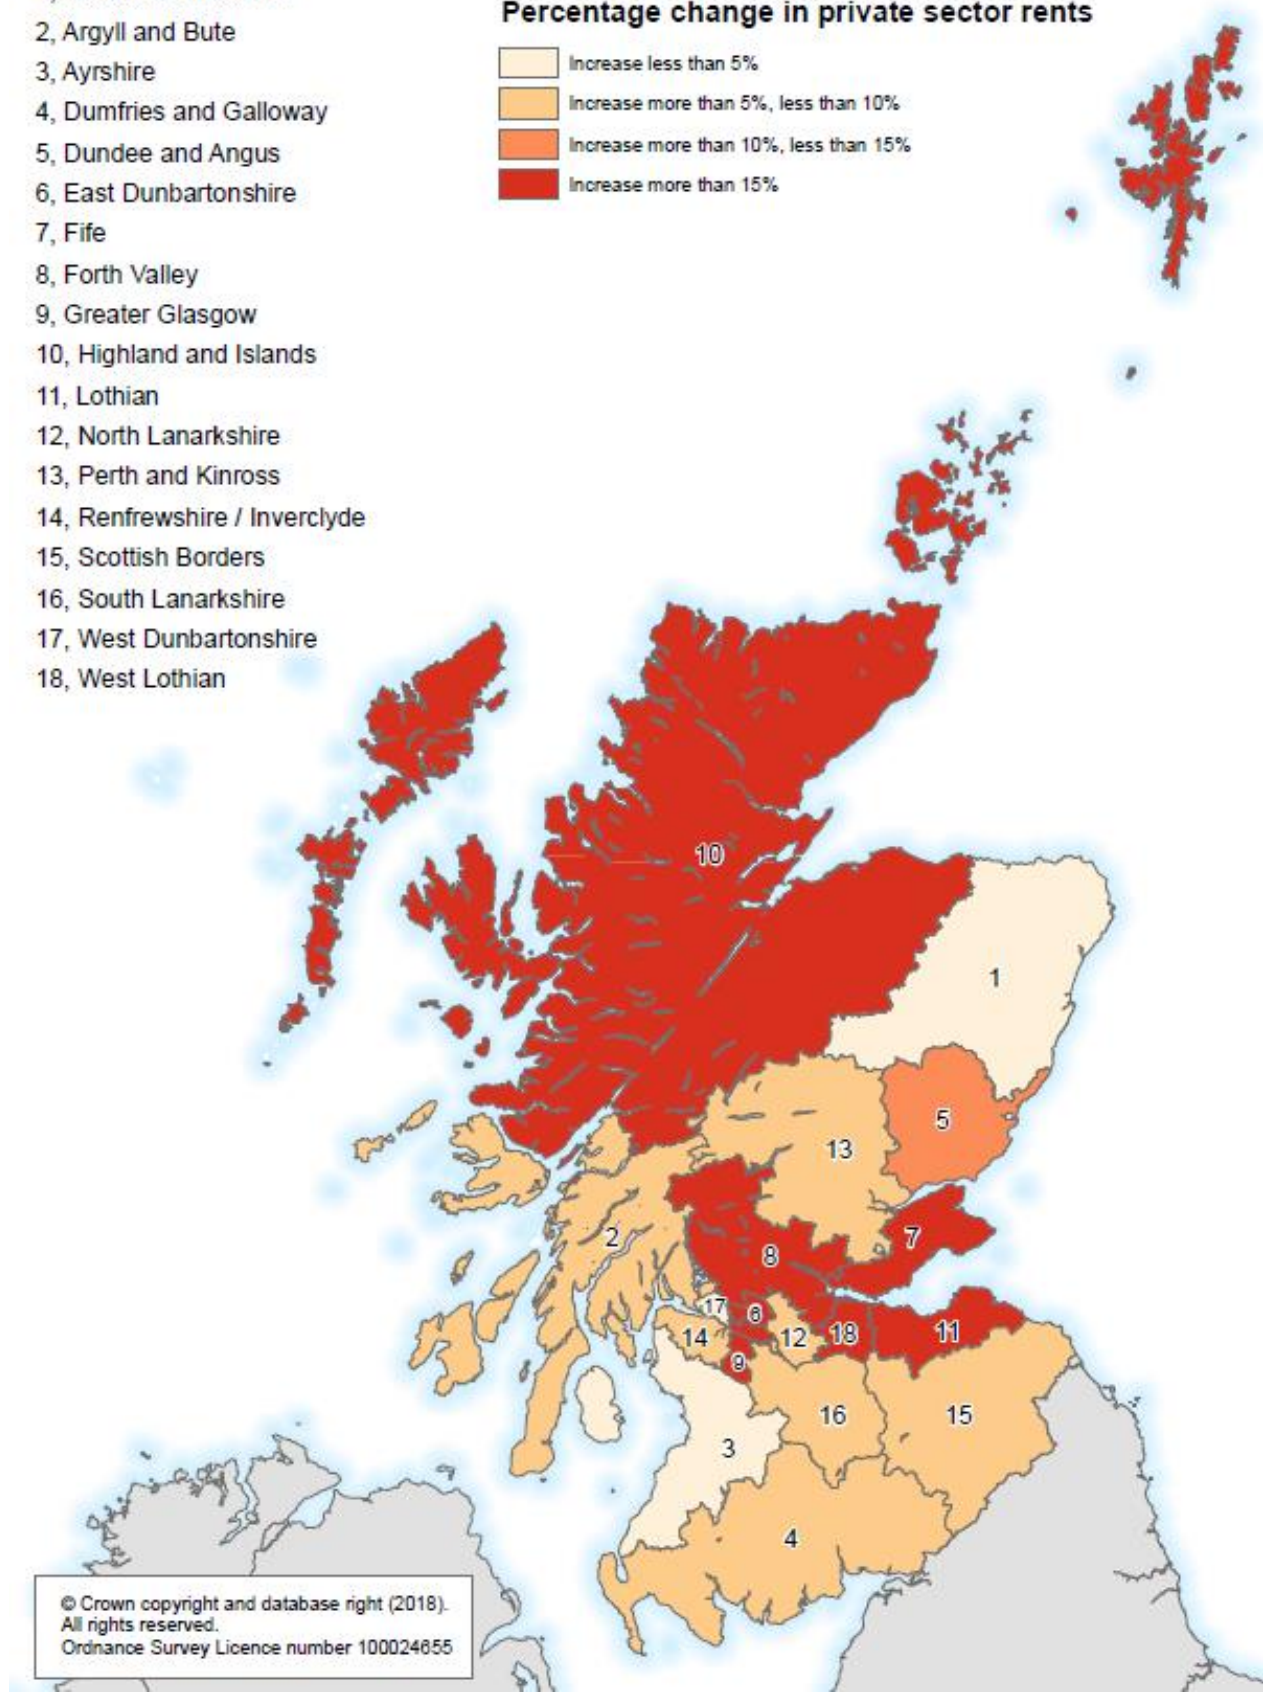 2, Argyll and Bute
3, Ayrshire
4, Dumfries and Galloway
5, Dundee and Angus
6, East Dunbartonshire
7, Fife
8, Forth Valley
9, Greater Glasgow
10, Highland and Islands
11, Lothian
12, North Lanarkshire
13, Perth and Kinross
14, Renfrewshire / Inverclyde
15, Scottish Borders
16, South Lanarkshire
17, West Dunbartonshire
18, West Lothian
Percentage change in private sector rents
Increase less than 5%
Increase more than 5%, less than 10%
Increase more than 10%, less than 15%
Increase more than 15%
10
1
5
13
2
7
8
17
6
14
12
18
11
9
16
15
3
4
© Crown copyright and database right (2018).
All rights reserved.
Ordnance Survey Licence number 100024655